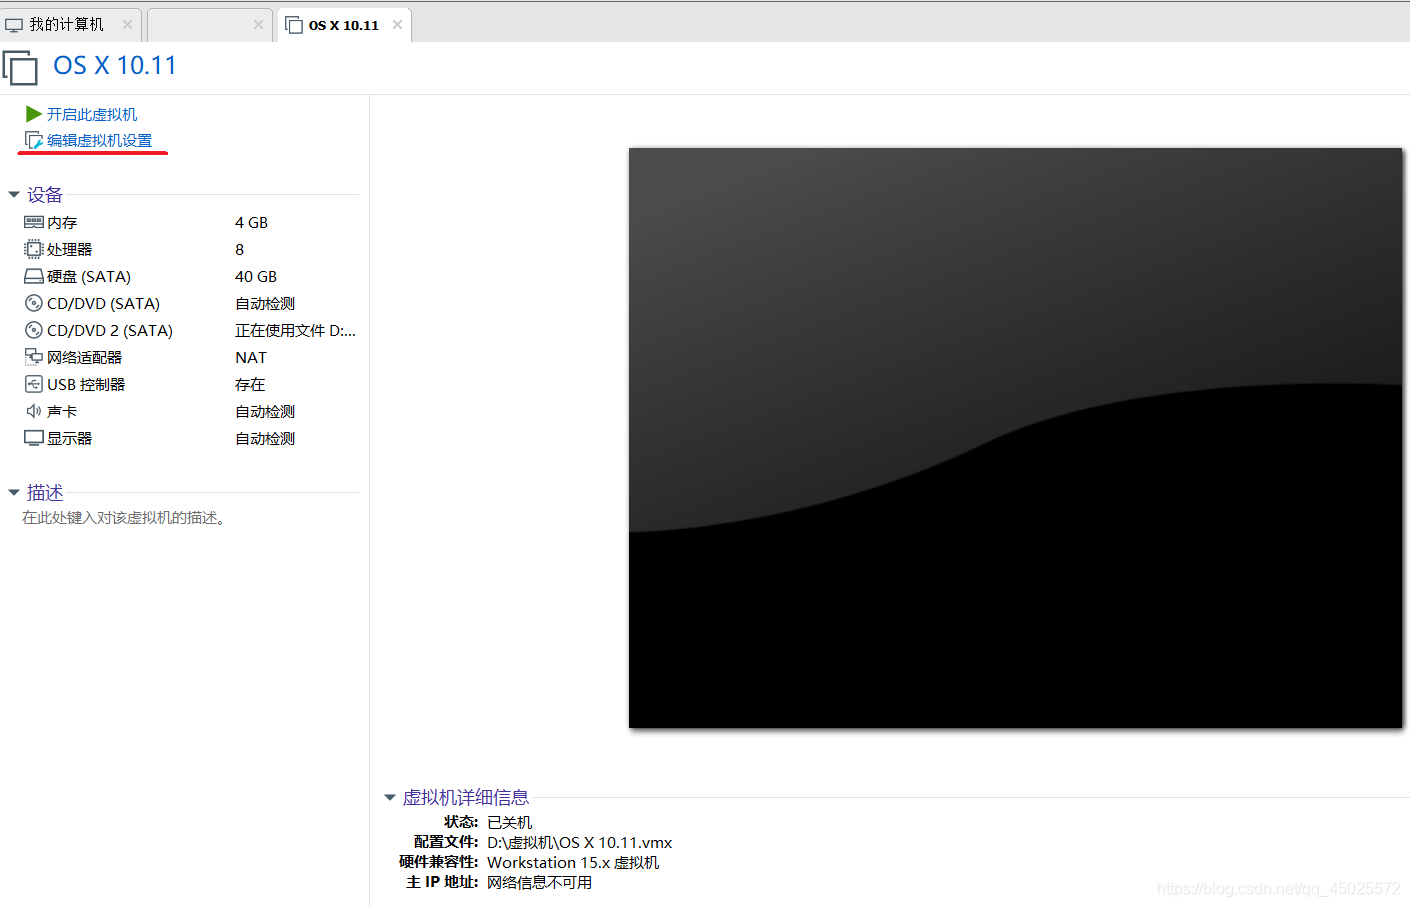 我的计算机
OS X 10.11
OS X 10.11
开启此虚拟机
编辑虚拟机设置
设备
内存 4 GB
处理器 8
硬盘 (SATA) 40 GB
CD/DVD (SATA) 自动检测
CD/DVD 2 (SATA) 正在使用文件 D:...
网络适配器 NAT
USB 控制器 存在
声卡 自动检测
显示器 自动检测
描述
在此处键入对该虚拟机的描述。
虚拟机详细信息
状态: 已关机
配置文件: D:\虚拟机\OS X 10.11.vmx
硬件兼容性: Workstation 15.x 虚拟机
主 IP 地址: 网络信息不可用
https://blog.csdn.net/qq_45025572